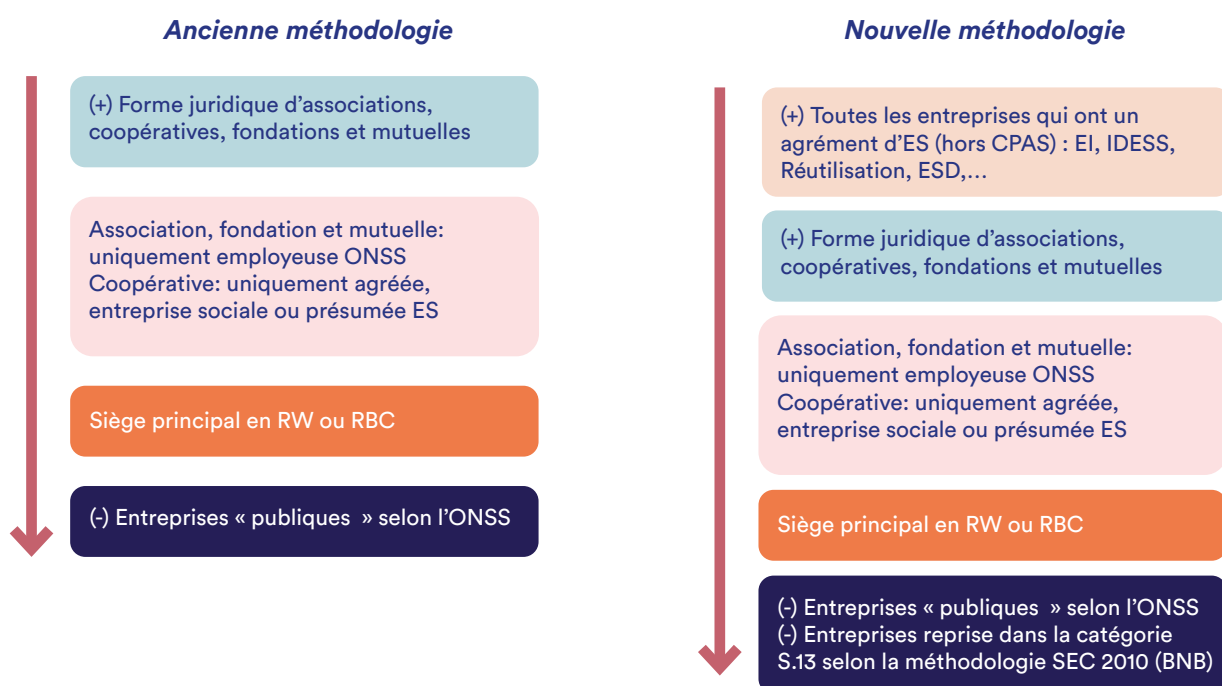 Ancienne méthodologie
(+) Forme juridique d’associations,
coopératives, fondations et mutuelles
Association, fondation et mutuelle:
uniquement employeuse ONSS
Coopérative: uniquement agréée,
entreprise sociale ou présumée ES
Siège principal en RW ou RBC
(-) Entreprises « publiques » selon l’ONSS
Nouvelle méthodologie
(+) Toutes les entreprises qui ont un
agrément d’ES (hors CPAS) : EI, IDESS,
Réutilisation, ESD,…
(+) Forme juridique d’associations,
coopératives, fondations et mutuelles
Association, fondation et mutuelle:
uniquement employeuse ONSS
Coopérative: uniquement agréée,
entreprise sociale ou présumée ES
Siège principal en RW ou RBC
(-) Entreprises « publiques » selon l’ONSS
(-) Entreprises reprise dans la catégorie
S.13 selon la méthodologie SEC 2010 (BNB)